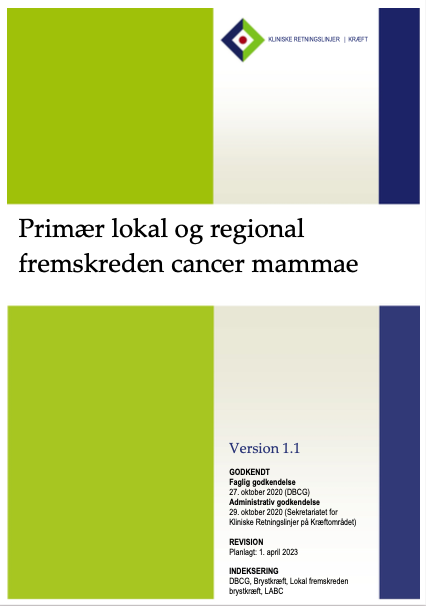 KLINISKE RETNINGSLINJER | KRÆFT
Primær lokal og regional
fremskreden cancer mammae
Version 1.1
GODKENDT
Faglig godkendelse
27. oktober 2020 (DBCG)
Administrativ godkendelse
29. oktober 2020 (Sekretariatet for
Kliniske Retningslinjer på Kræftområdet)
REVISION
Planlagt: 1. april 2023
INDEKSERING
DBCG, Brystkræft, Lokal fremskreden
brystkræft, LABC